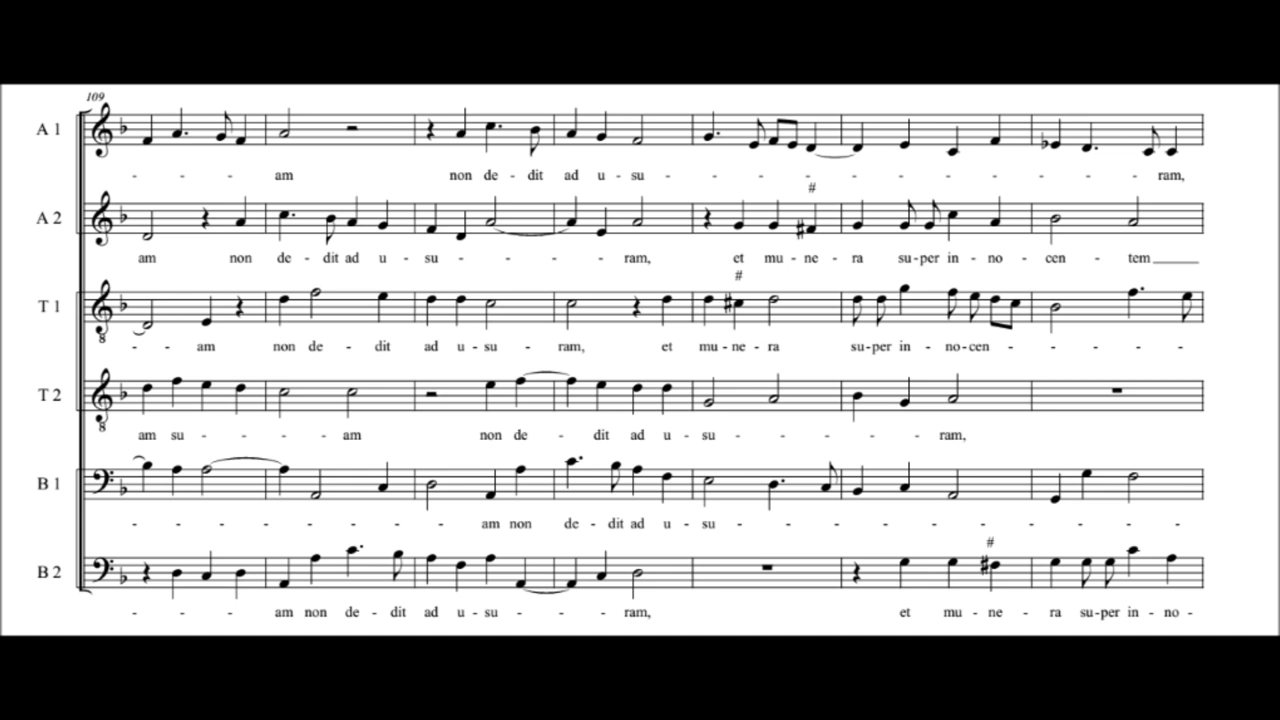 109
A 1
- - - - am non de - dit ad u - su - - - - - - - - - - - ram,
#
A 2
am non de - dit ad u - su - - - ram, et mu - ne - ra su-per in - no - cen - tem
#
T 1
- - am non de - dit ad u - su - ram, et mu - ne - ra su-per in - no-cen - - - - - -
8
T 2
am su - - - am non de - dit ad u - su - - - - ram,
8
B 1
- - - - - - - - am non de - dit ad u - su - - - - - - - -
#
B 2
- - - - am non de - dit ad u - su - - ram, et mu - ne - ra su-per in - no -